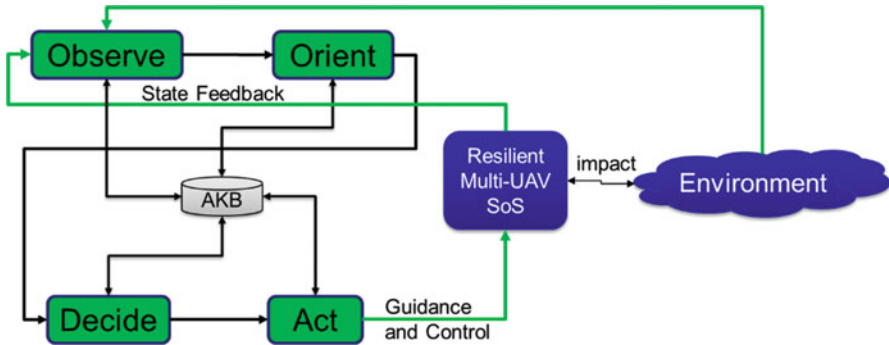 Observe
Orient
State Feedback
Resilient
Multi-UAV
SoS
impact
Environment
AKB
Decide
Act
Guidance
and Control